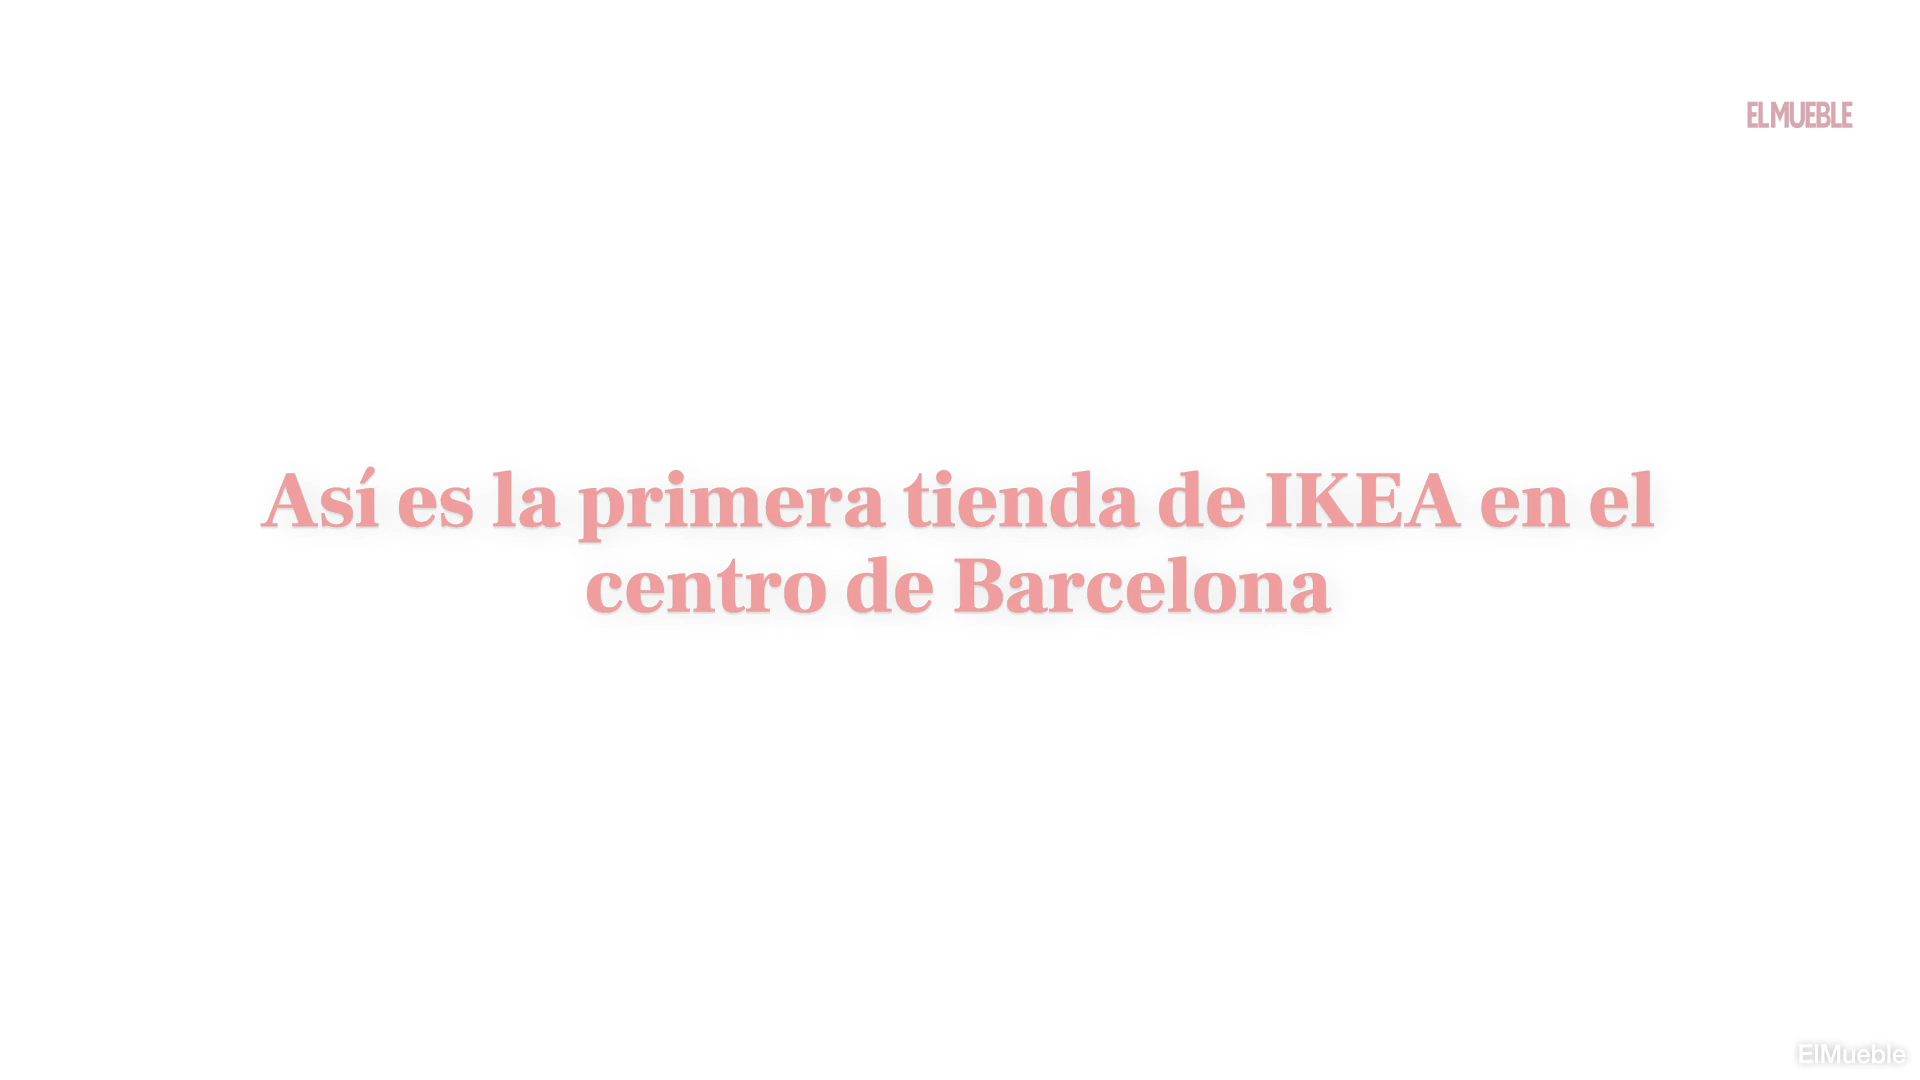 ELMUEBLE
Así es la primera tienda de IKEA en el
centro de Barcelona
ElMueble